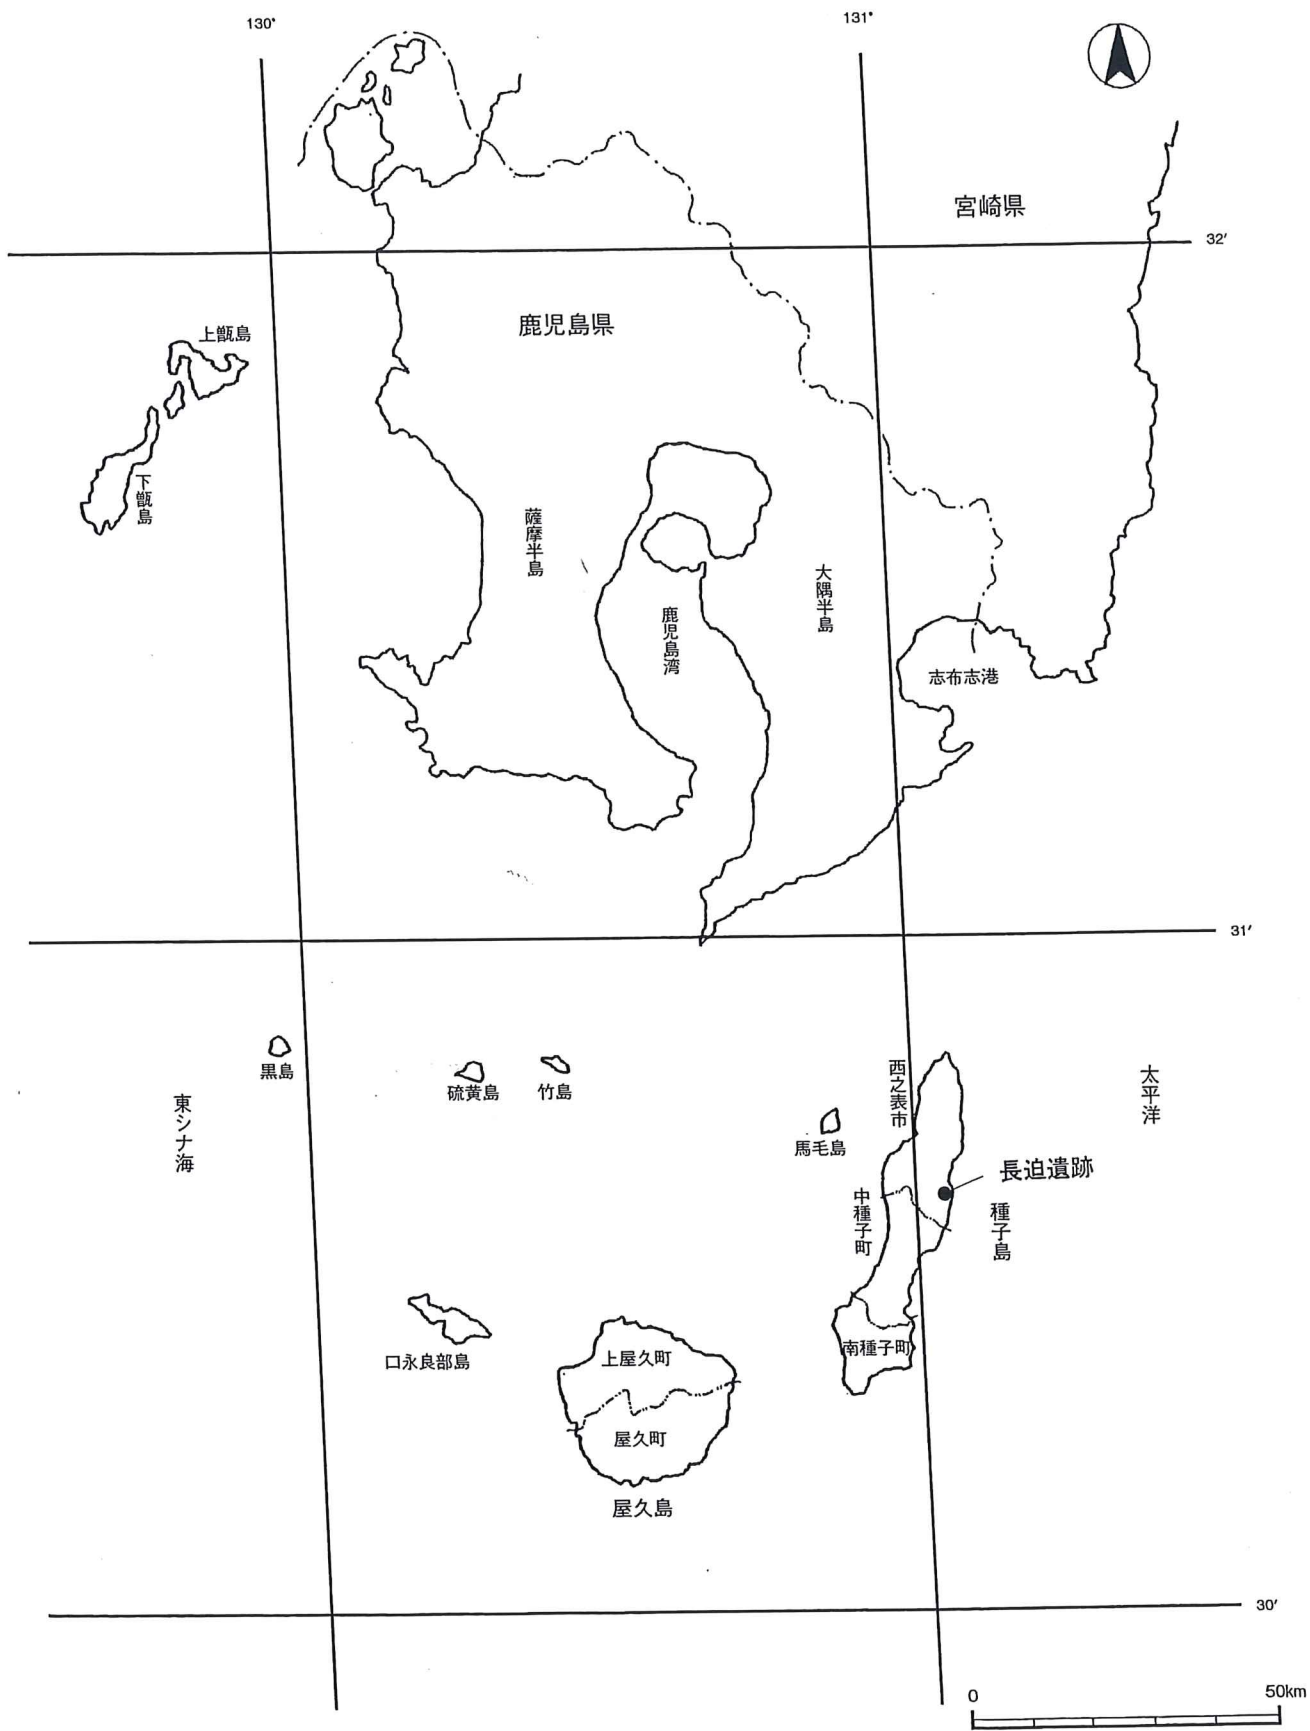 130°
131°
宮崎県
32′
鹿児島県
上甑島
下甑島
薩摩半島
大隅半島
鹿児島湾
志布志港
31′
黒島
硫黄島
竹島
西之表市
太平洋
東シナ海
馬毛島
長迫遺跡
中種子町
種子島
南種子町
口永良部島
上屋久町
屋久町
屋久島
30′
0
50km